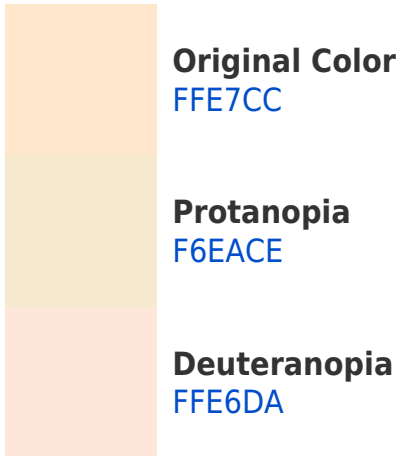 Original Color
FFE7CC
Protanopia
F6EACE
Deuteranopia
FFE6DA